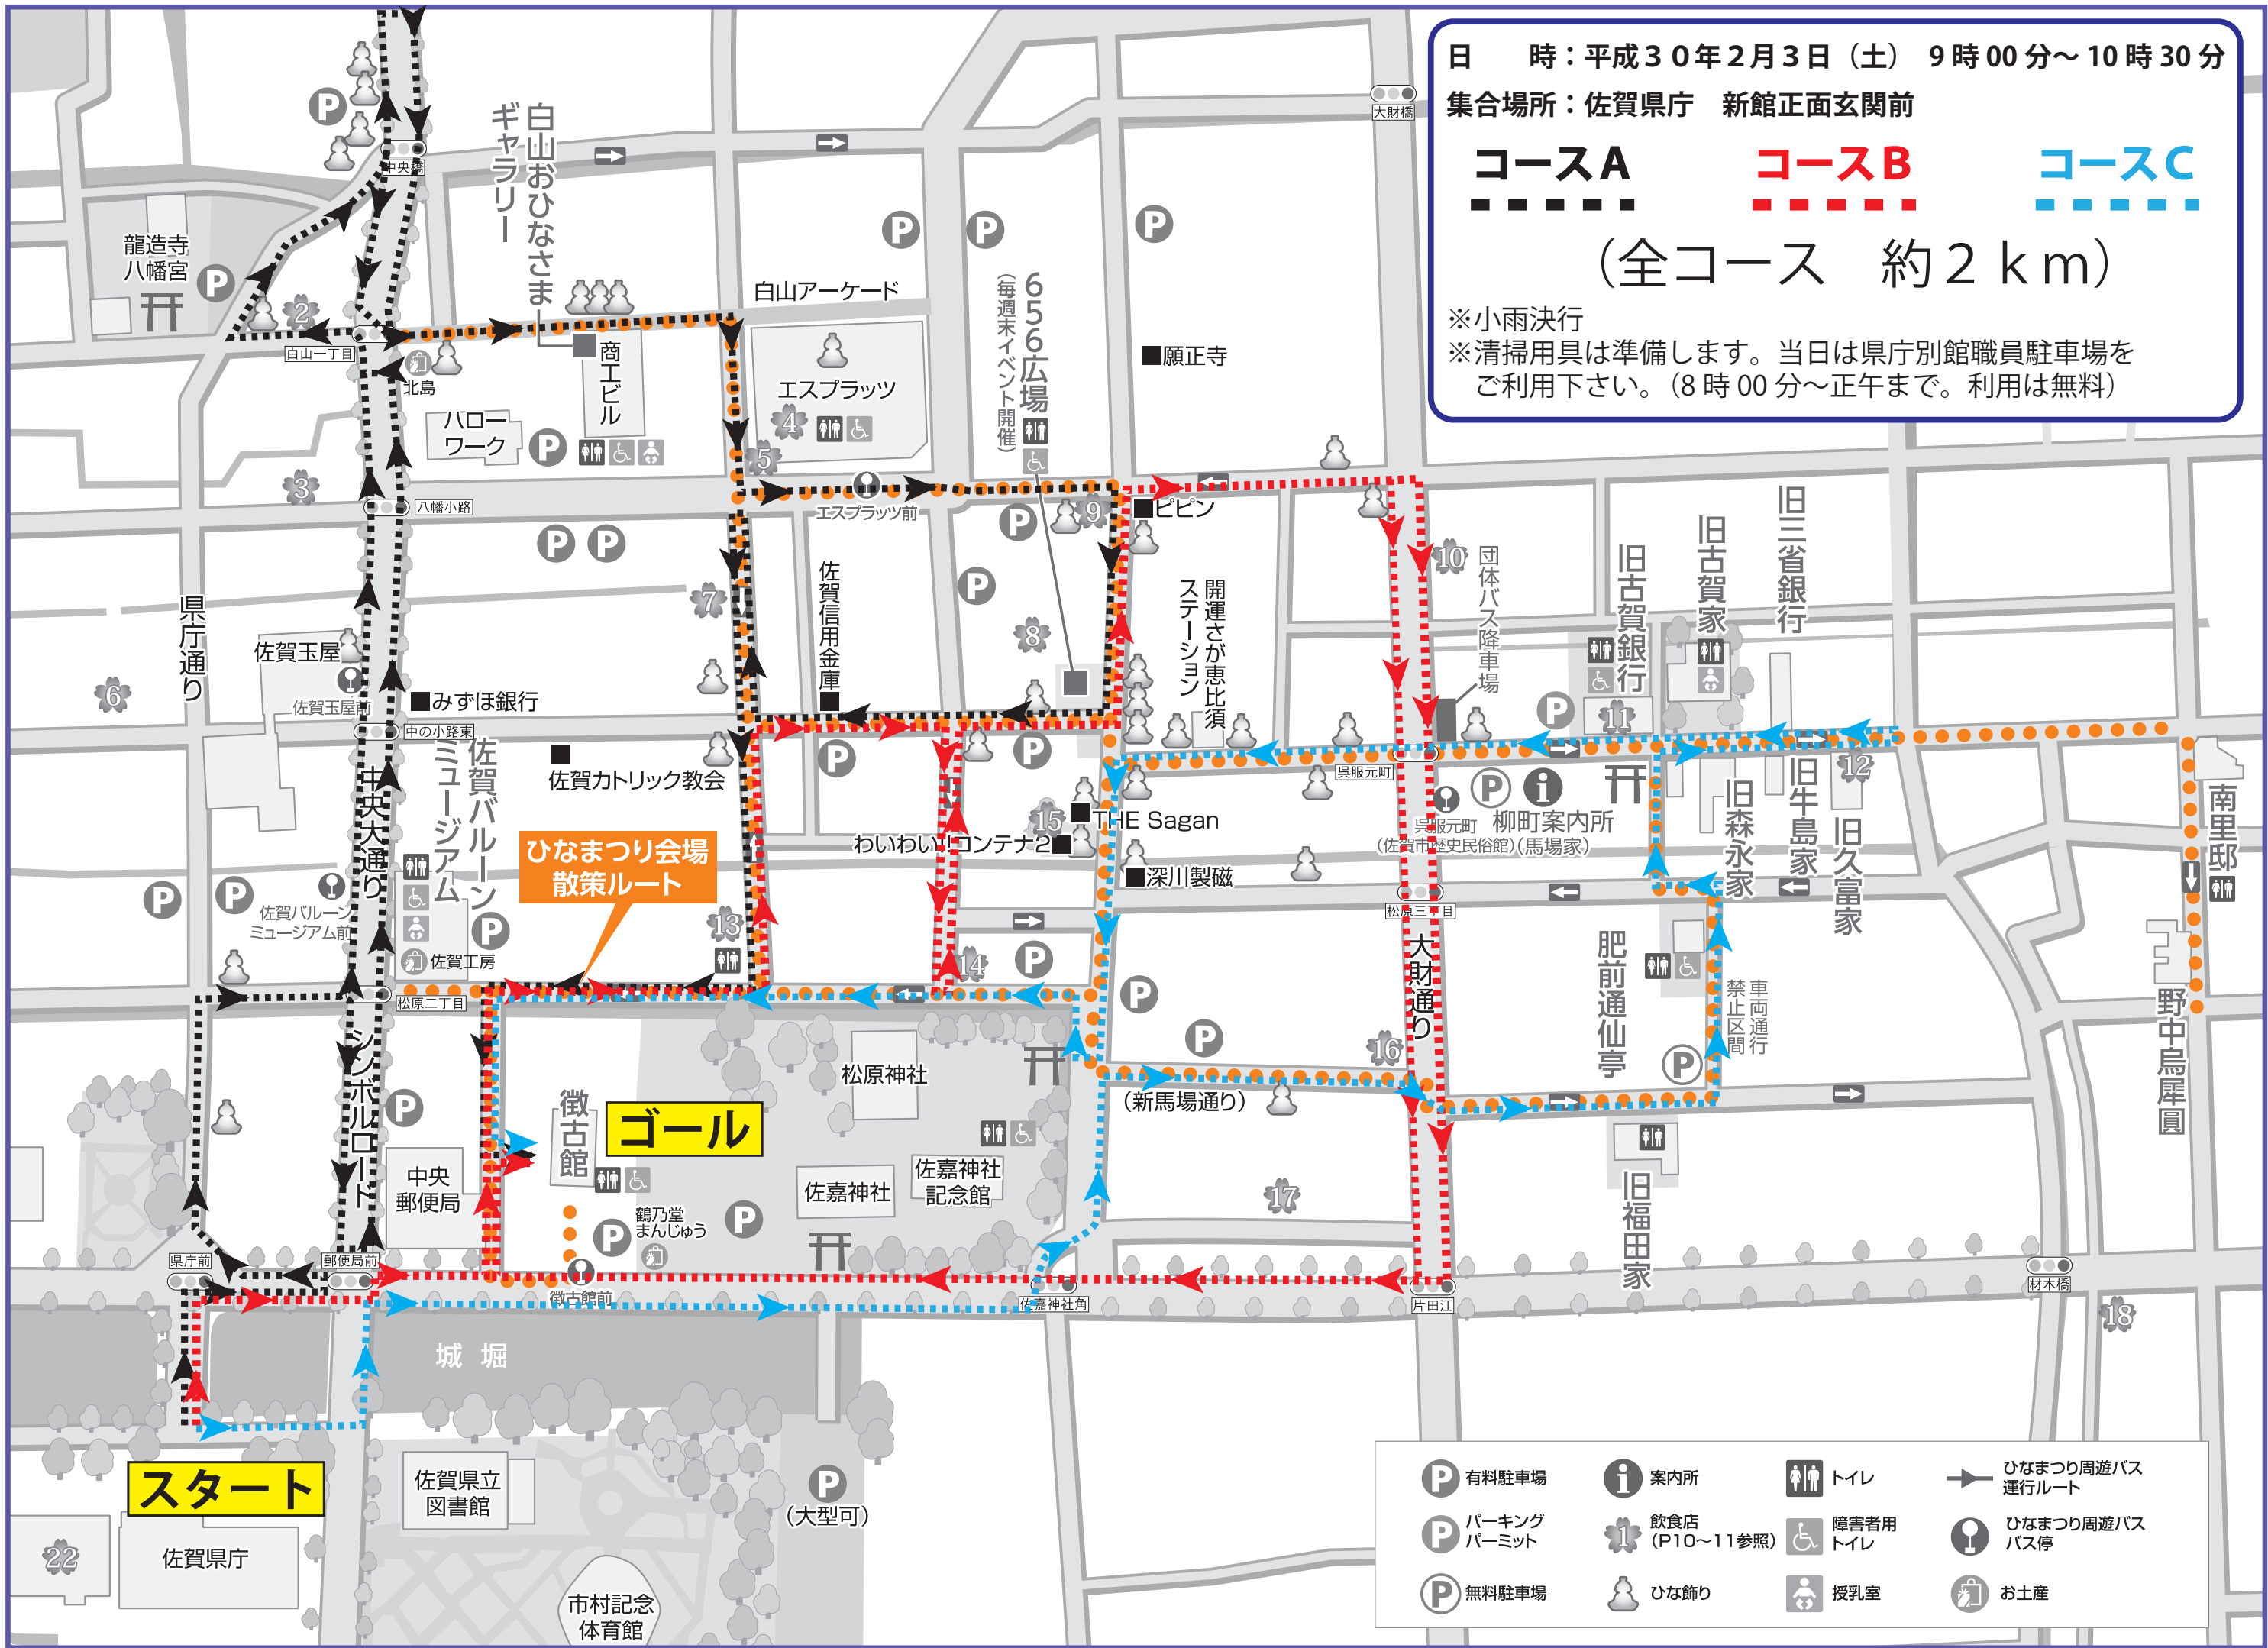 日　　時：平成３０年２月３日（土）　９時00分～10時30分
集合場所：佐賀県庁　新館正面玄関前
コースA
コースB
コースC
（全コース　約２ｋｍ）
※小雨決行
※清掃用具は準備します。当日は県庁別館職員駐車場を
ご利用下さい。（８時00分～正午まで。利用は無料）
大財橋
中央橋
白山おひなさま
ギャラリー
龍造寺
八幡宮
P
2
白山一丁目
北島
ハロー
ワーク
商工ビル
白山アーケード
エスプラッツ
4
5
656広場
（毎週末イベント開催）
願正寺
3
八幡小路
エスプラッツ前
9
ピピン
10
団体バス降車場
旧古賀銀行
旧古賀家
旧三省銀行
県庁通り
佐賀玉屋
佐賀玉屋前
6
みずほ銀行
中の小路東
7
佐賀信用金庫
8
開運さが恵比須
ステーション
11
佐賀カトリック教会
佐賀バルーン
ミュージアム
中央大通り
呉服元町
呉服元町
（佐賀市歴史民俗館）
柳町案内所
（馬場家）
旧森永家
旧牛島家
12
旧久富家
南里邸
15
THE Sagan
わいわい!!コンテナ2
深川製磁
松原三丁目
ひなまつり会場
散策ルート
佐賀バルーン
ミュージアム前
佐賀工房
13
14
松原二丁目
大財通り
肥前通仙亭
車両通行
禁止区間
野中烏犀圓
シンボルロード
松原神社
16
（新馬場通り）
徴古館
ゴール
中央
郵便局
佐嘉神社
佐嘉神社
記念館
17
旧福田家
鶴乃堂
まんじゅう
県庁前
郵便局前
徴古館前
佐嘉神社角
片田江
材木橋
18
城堀
スタート
佐賀県立
図書館
P
（大型可）
22
佐賀県庁
市村記念
体育館
P 有料駐車場
案内所
トイレ
ひなまつり周遊バス
運行ルート
P パーキング
パーミット
1 飲食店
（P10～11参照）
障害者用
トイレ
ひなまつり周遊バス
バス停
P 無料駐車場
ひな飾り
授乳室
お土産